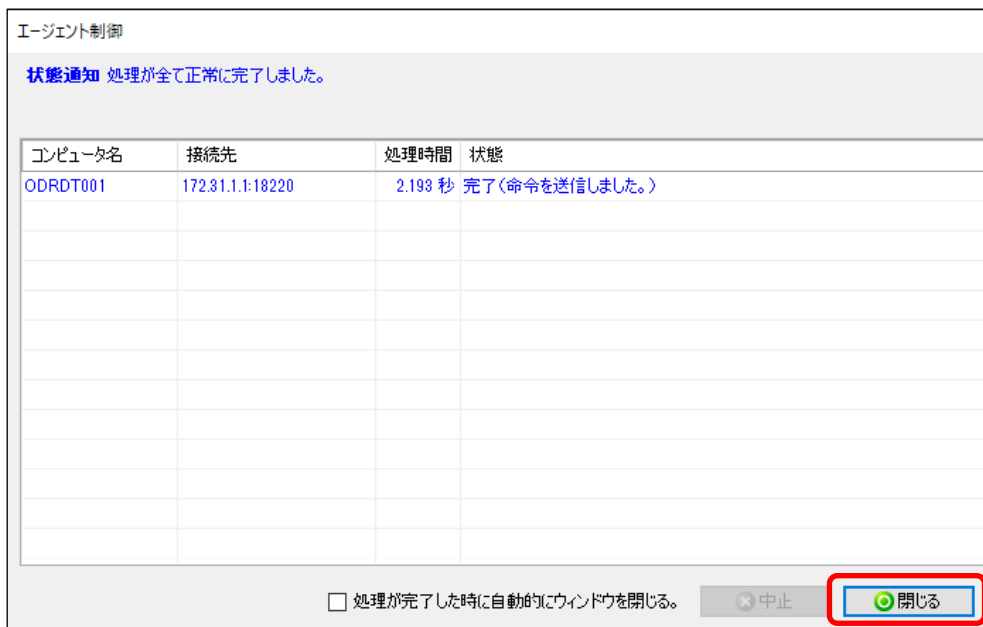 エージェント制御
状態通知 処理が全て正常に完了しました。
コンピュータ名 接続先 処理時間 状態
ODRDT001 172.31.1.1:18220 2.193 秒 完了(命令を送信しました。)
処理が完了した時に自動的にウィンドウを閉じる。 中止 閉じる